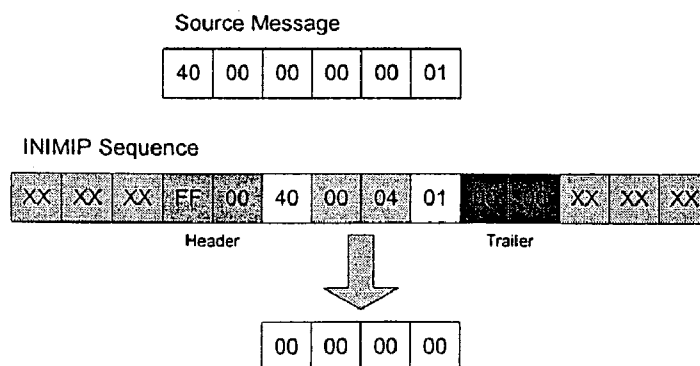 Source Message
40 00 00 00 00 01
INIMIP Sequence
XX XX XX FF 00 40 00 04 01 00 XX XX XX
Header Trailer
00 00 00 00